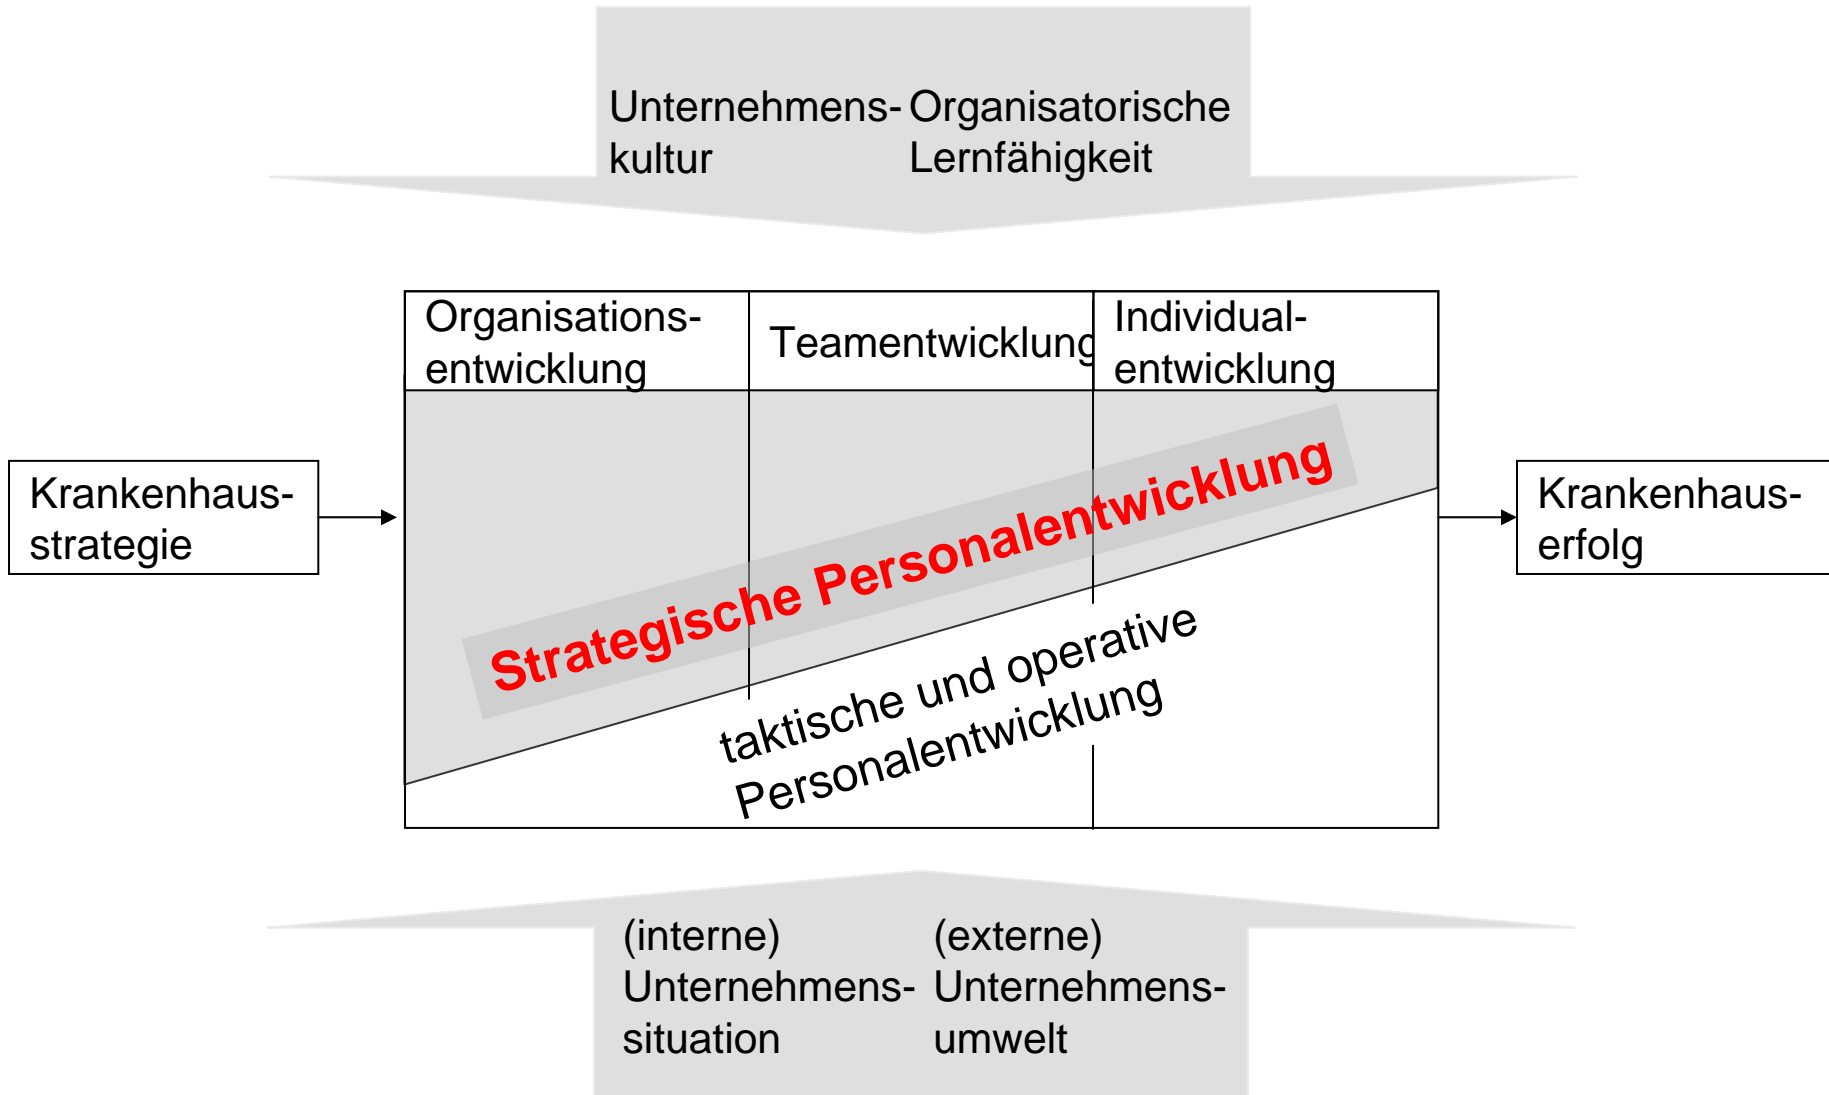 Unternehmens-
kultur
Organisatorische
Lernfähigkeit
Organisations-
entwicklung
Teamentwicklung
Individual-
entwicklung
Krankenhaus-
strategie
Strategische Personalentwicklung
taktische und operative
Personalentwicklung
Krankenhaus-
erfolg
(interne)
Unternehmens-
situation
(externe)
Unternehmens-
umwelt